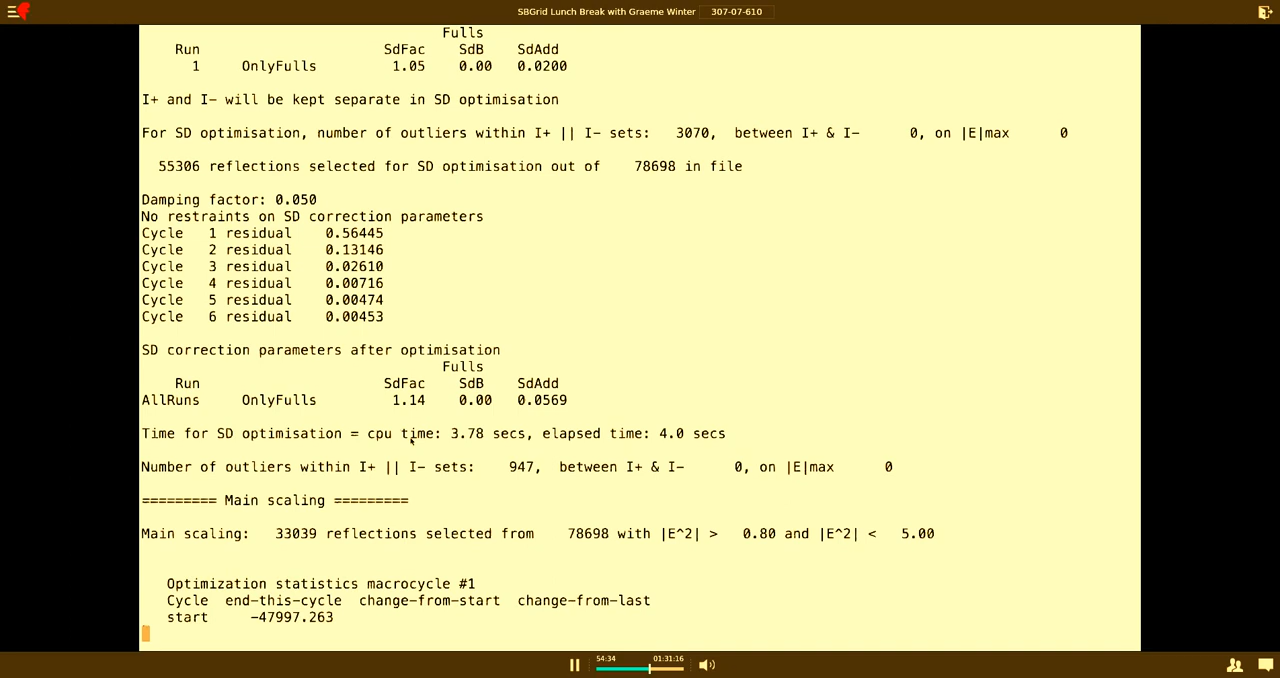 SBGrid Lunch Break with Graeme Winter 307-07-610
Fulls
Run SdFac SdB SdAdd
1 OnlyFulls 1.05 0.00 0.0200
I+ and I- will be kept separate in SD optimisation
For SD optimisation, number of outliers within I+ || I- sets: 3070, between I+ & I- 0, on |E|max 0
55306 reflections selected for SD optimisation out of 78698 in file
Damping factor: 0.050
No restraints on SD correction parameters
Cycle 1 residual 0.56445
Cycle 2 residual 0.13146
Cycle 3 residual 0.02610
Cycle 4 residual 0.00716
Cycle 5 residual 0.00474
Cycle 6 residual 0.00453
SD correction parameters after optimisation
Fulls
Run SdFac SdB SdAdd
AllRuns OnlyFulls 1.14 0.00 0.0569
Time for SD optimisation = cpu time: 3.78 secs, elapsed time: 4.0 secs
Number of outliers within I+ || I- sets: 947, between I+ & I- 0, on |E|max 0
========= Main scaling =========
Main scaling: 33039 reflections selected from 78698 with |E^2| > 0.80 and |E^2| < 5.00
Optimization statistics macrocycle #1
Cycle end-this-cycle change-from-start change-from-last
start -47997.263
54:34 01:31:16